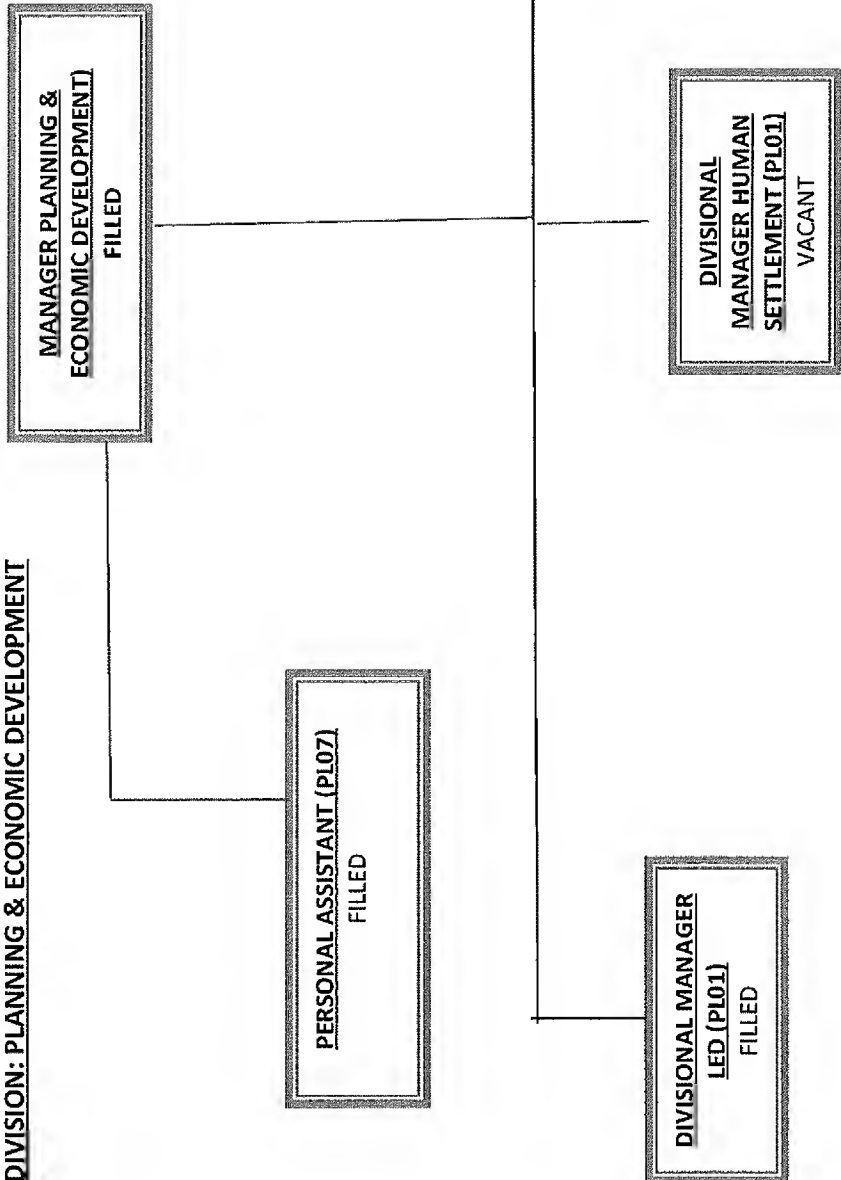 DIVISION: PLANNING & ECONOMIC DEVELOPMENT
MANAGER PLANNING &
ECONOMIC DEVELOPMENT)
FILLED
PERSONAL ASSISTANT (PL07)
FILLED
DIVISIONAL MANAGER
LED (PL01)
FILLED
DIVISIONAL
MANAGER HUMAN
SETTLEMENT (PL01)
VACANT